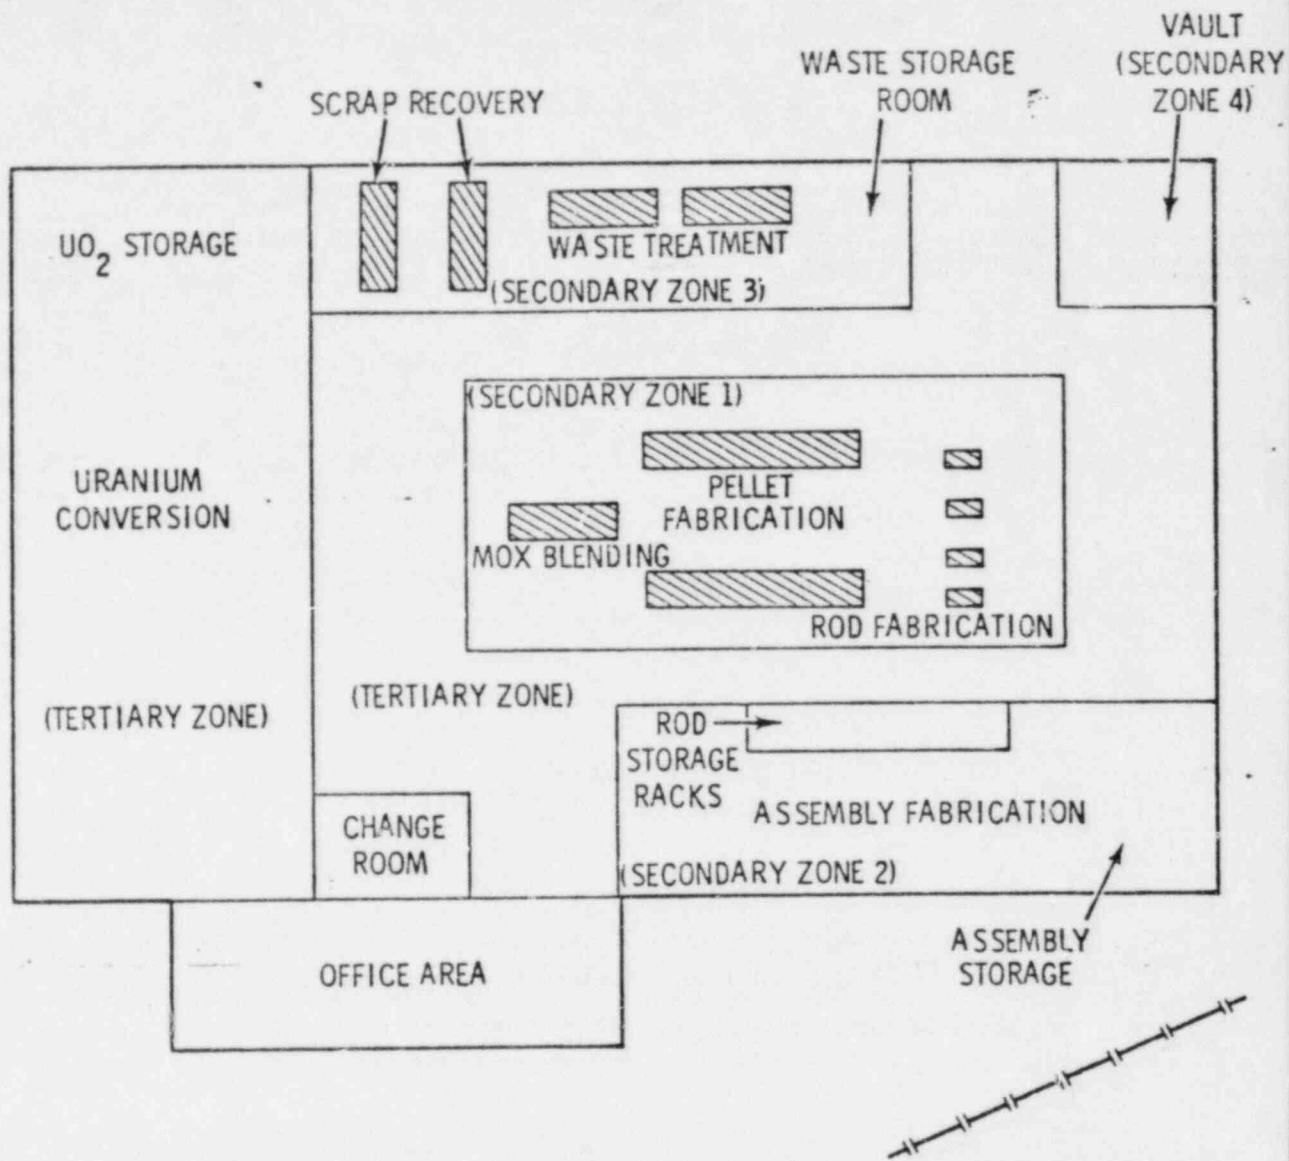 VAULT
(SECONDARY
ZONE 4)
WASTE STORAGE
ROOM
SCRAP RECOVERY
UO2 STORAGE
WASTE TREATMENT
(SECONDARY ZONE 3)
(SECONDARY ZONE 1)
URANIUM
CONVERSION
PELLET
FABRICATION
MOX BLENDING
ROD FABRICATION
(TERTIARY ZONE)
(TERTIARY ZONE)
ROD
STORAGE
RACKS
ASSEMBLY FABRICATION
CHANGE
ROOM
(SECONDARY ZONE 2)
ASSEMBLY
STORAGE
OFFICE AREA